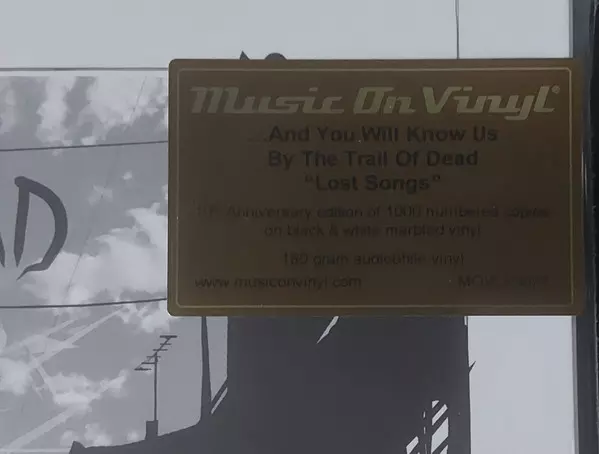 Music On Vinyl®
...And You Will Know Us
By The Trail Of Dead
"Lost Songs"
Anniversary edition of 1000 numbered copies
on black & white marbled vinyl
180 gram audiophile vinyl
www.musiconvinyl.com
AD